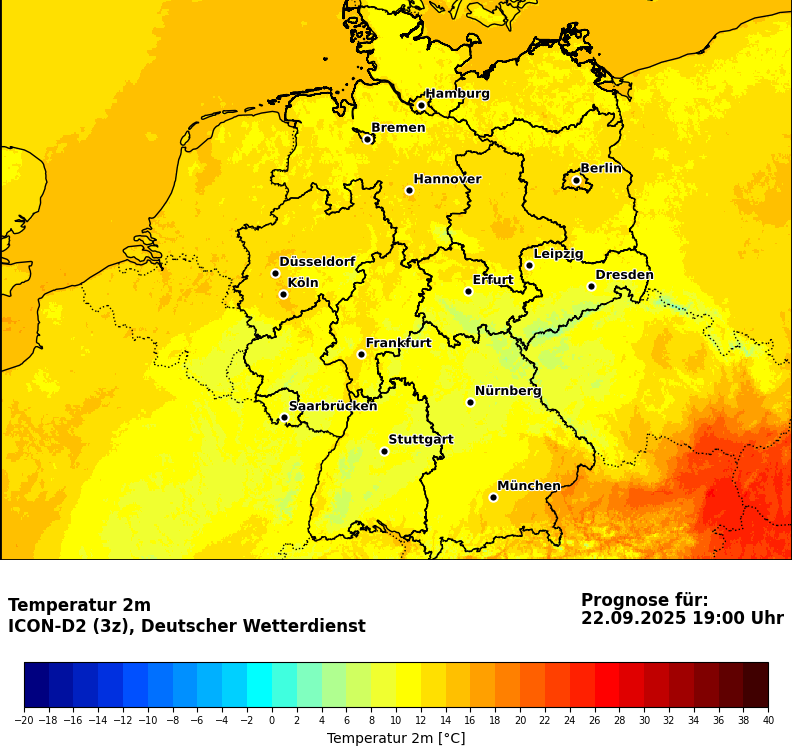 Hamburg
Bremen
Berlin
Hannover
Leipzig
Düsseldorf
Dresden
Köln
Erfurt
Frankfurt
Nürnberg
Saarbrücken
Stuttgart
München
Temperatur 2m
ICON-D2 (3z), Deutscher Wetterdienst
Prognose für:
22.09.2025 19:00 Uhr
−20 −18 −16 −14 −12 −10 −8 −6 −4 −2 0 2 4 6 8 10 12 14 16 18 20 22 24 26 28 30 32 34 36 38 40
Temperatur 2m [°C]